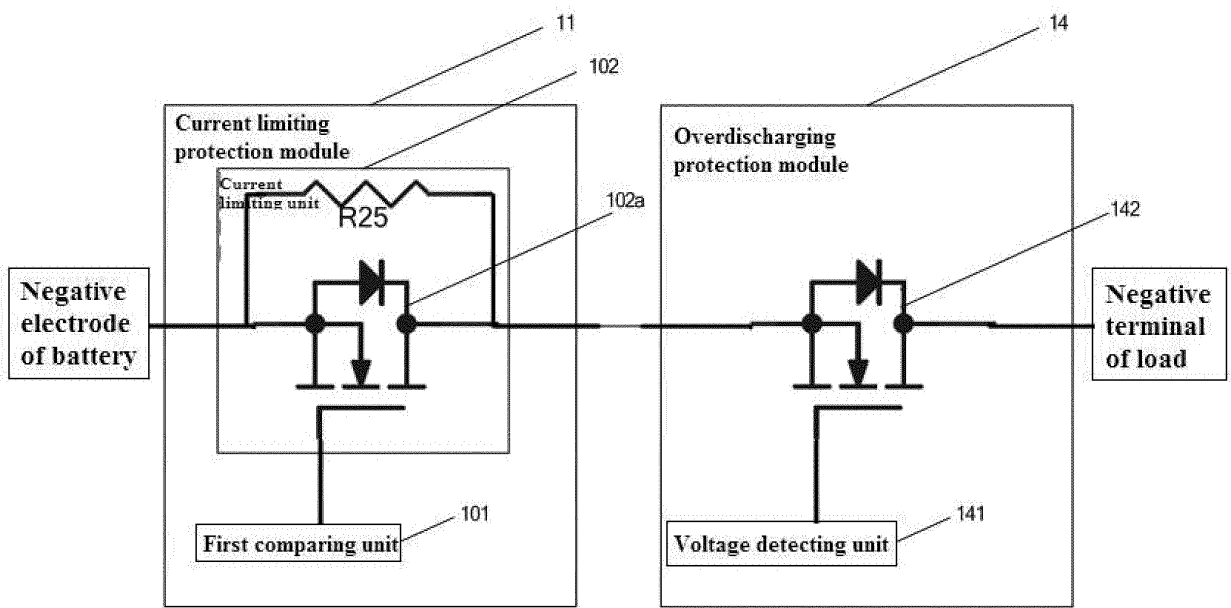 11
14
102
Current limiting
protection module
Overdischarging
protection module
Current
limiting unit
R25
102a
142
Negative
electrode
of battery
Negative
terminal
of load
First comparing unit
101
Voltage detecting unit
141